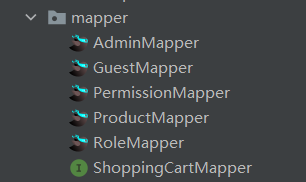 mapper
AdminMapper
GuestMapper
PermissionMapper
ProductMapper
RoleMapper
I ShoppingCartMapper